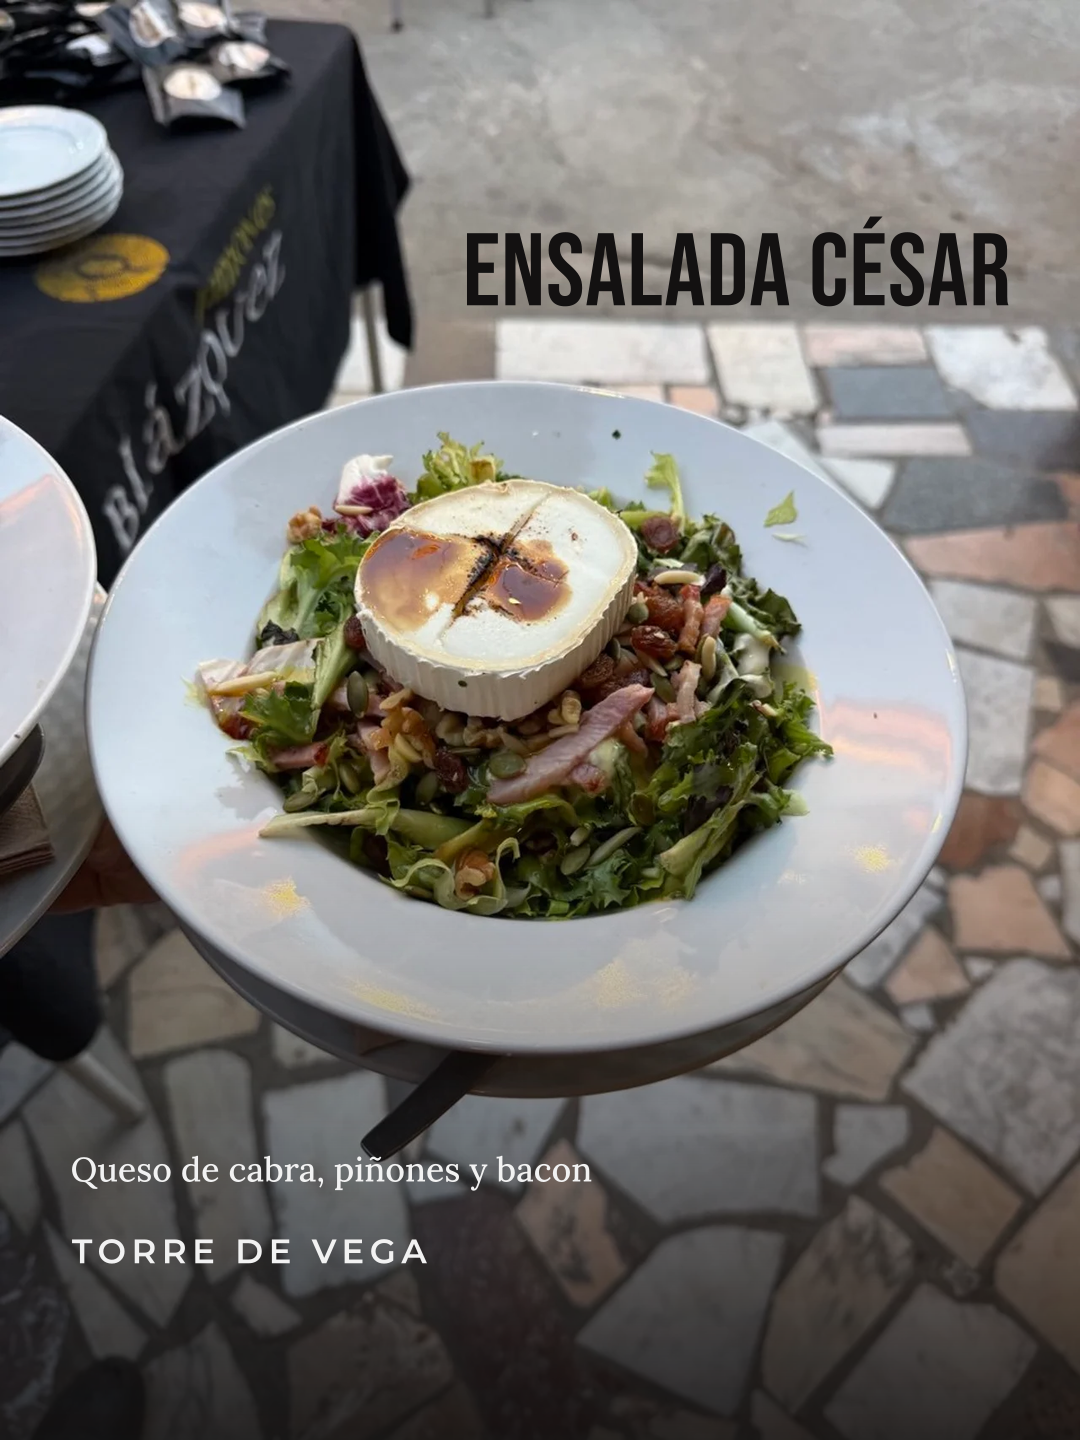 ENSALADA CÉSAR
Blázquez
Queso de cabra, piñones y bacon
TORRE DE VEGA